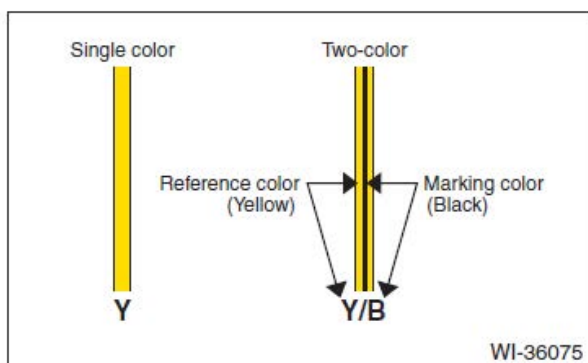 Single color
Two-color
Reference color
(Yellow)
Marking color
(Black)
Y
Y/B
WI-36075